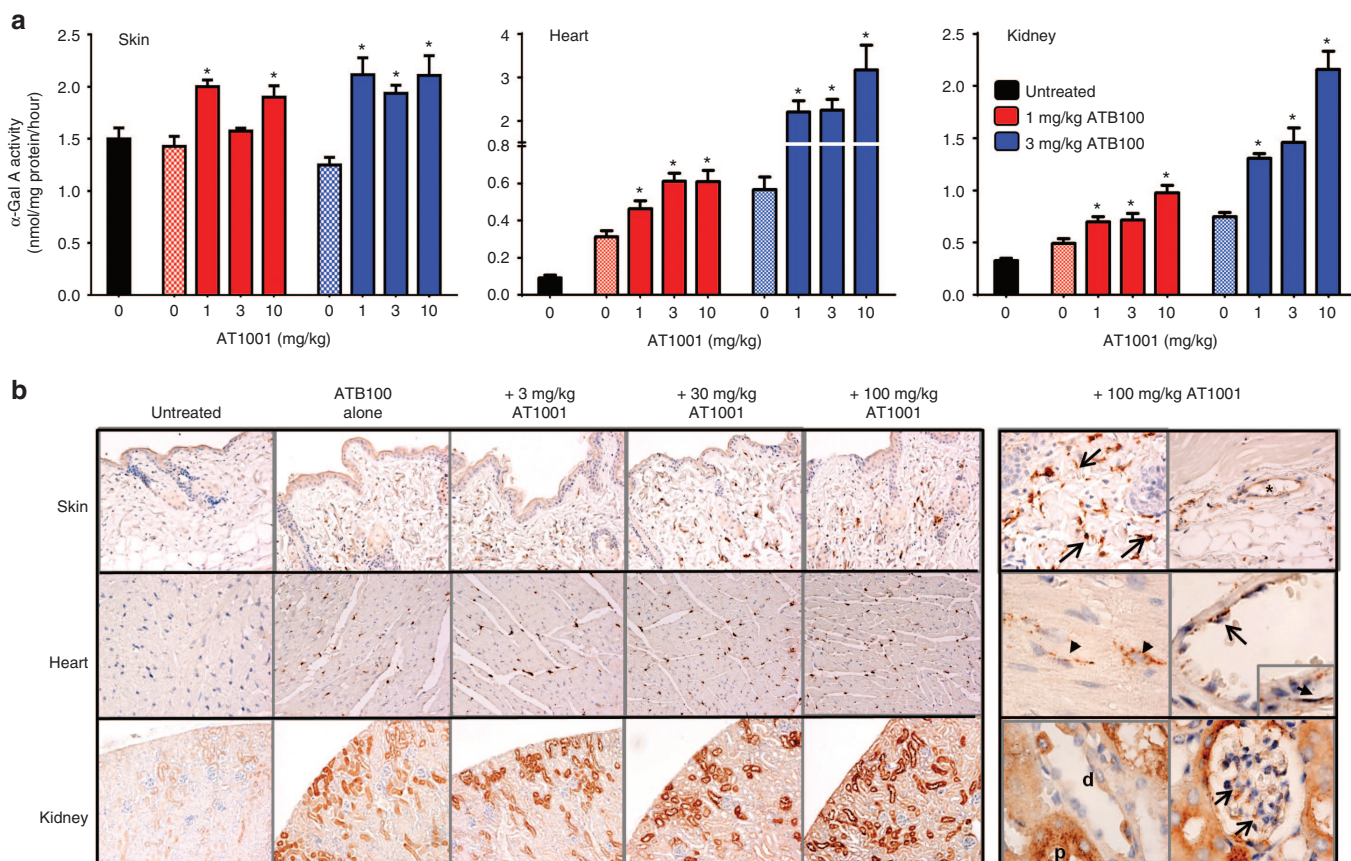 a
Skin
Heart
Kidney
α-Gal A activity
(nmol/mg protein/hour)
2.5
2.0
1.5
1.0
0.5
0.0
0 0 1 3 10 0 1 3 10
AT1001 (mg/kg)
4
3
2
0.8
0.6
0.4
0.2
0.0
0 0 1 3 10 0 1 3 10
AT1001 (mg/kg)
2.5
2.0
1.5
1.0
0.5
0.0
Untreated
1 mg/kg ATB100
3 mg/kg ATB100
0 0 1 3 10 0 1 3 10
AT1001 (mg/kg)
* * * * *
* * * * * *
* * * * * *
b
Untreated
ATB100
alone
+ 3 mg/kg
AT1001
+ 30 mg/kg
AT1001
+ 100 mg/kg
AT1001
+ 100 mg/kg AT1001
Skin
*
Heart
Kidney
d
p